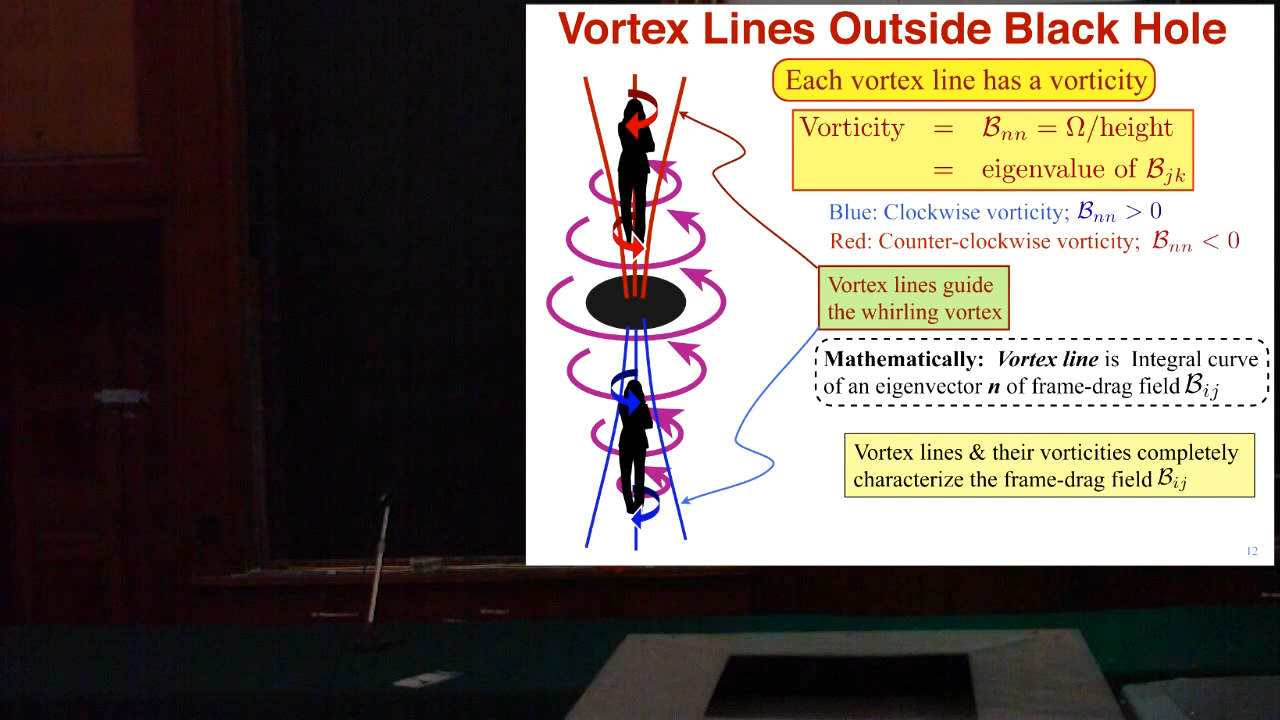 Vortex Lines Outside Black Hole
Each vortex line has a vorticity
Vorticity = 𝓑ₙₙ = Ω/height
= eigenvalue of 𝓑ⱼₖ
Blue: Clockwise vorticity; 𝓑ₙₙ > 0
Red: Counter-clockwise vorticity; 𝓑ₙₙ < 0
Vortex lines guide
the whirling vortex
Mathematically: Vortex line is Integral curve
of an eigenvector n of frame-drag field 𝓑ᵢⱼ
Vortex lines & their vorticities completely
characterize the frame-drag field 𝓑ᵢⱼ
12